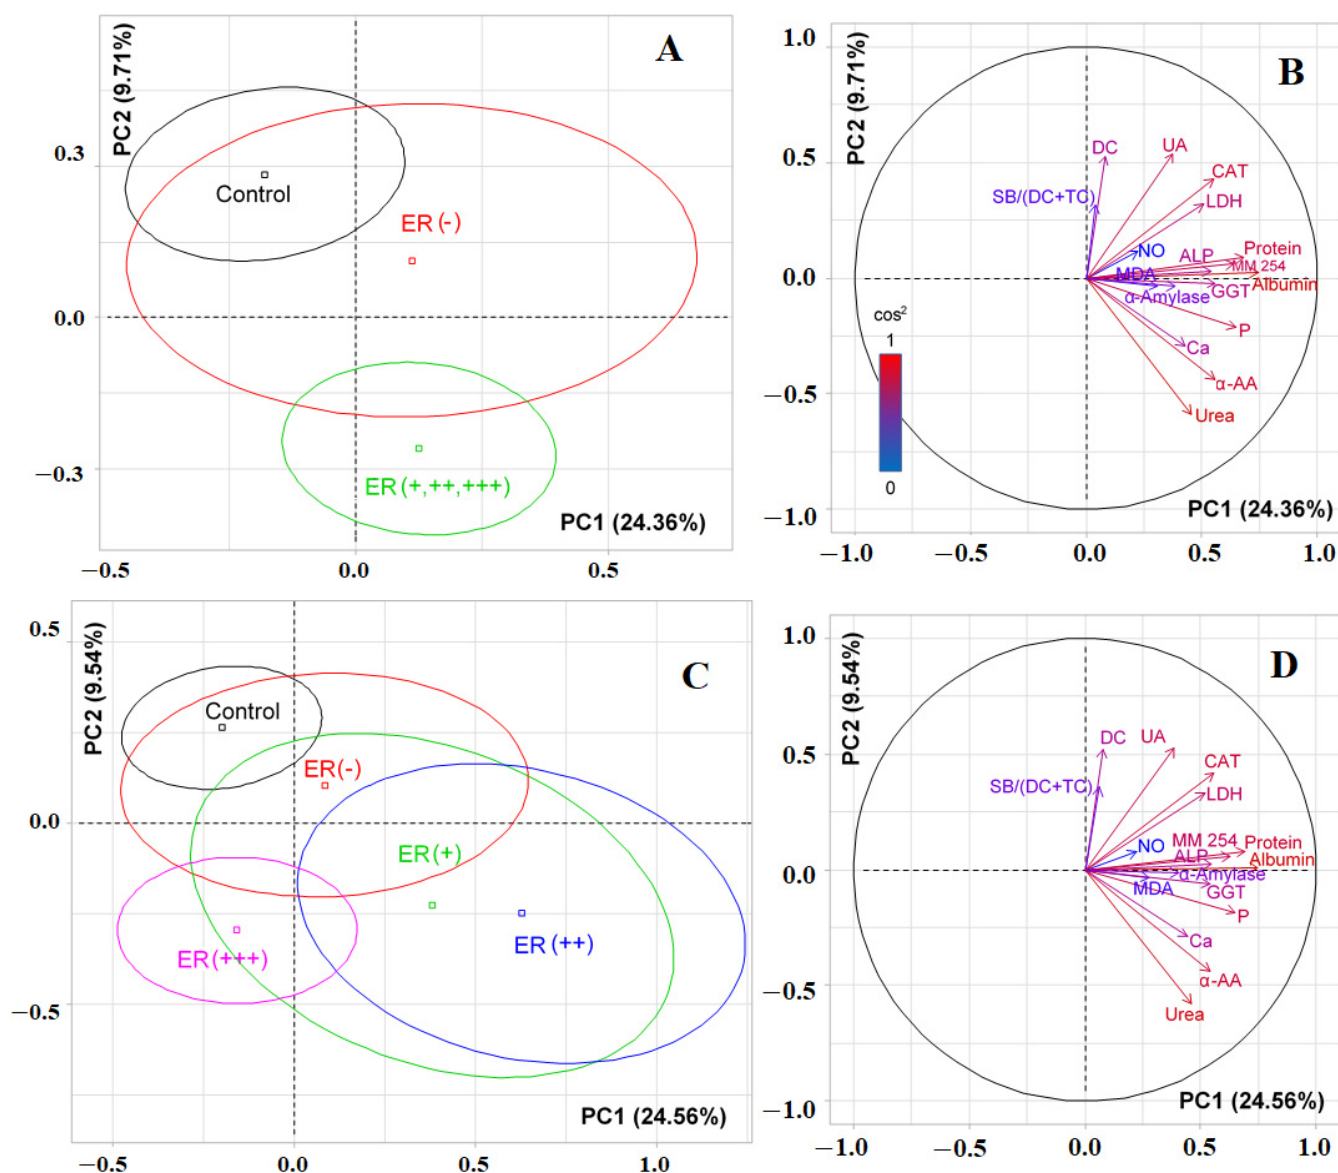 A
PC2 (9.71%)
0.3
0.0
−0.3
Control
ER(-)
ER(+,++,+++)
PC1 (24.36%)
−0.5
0.0
0.5
B
PC2 (9.71%)
1.0
0.5
0.0
−0.5
−1.0
DC
UA
SB/(DC+TC)
CAT
LDH
NO
ALP
Protein
MM 254
MDA
Albumin
α-Amylase
GGT
P
Ca
α-AA
Urea
cos²
1
0
PC1 (24.36%)
−1.0
−0.5
0.0
0.5
1.0
C
PC2 (9.54%)
0.5
0.0
−0.5
Control
ER(-)
ER(+)
ER(+++)
ER(++)
PC1 (24.56%)
−0.5
0.0
0.5
1.0
D
PC2 (9.54%)
1.0
0.5
0.0
−0.5
−1.0
DC
UA
CAT
SB/(DC+TC)
LDH
MM 254
Protein
NO
ALP
Albumin
α-Amylase
MDA
GGT
P
Ca
α-AA
Urea
PC1 (24.56%)
−1.0
−0.5
0.0
0.5
1.0